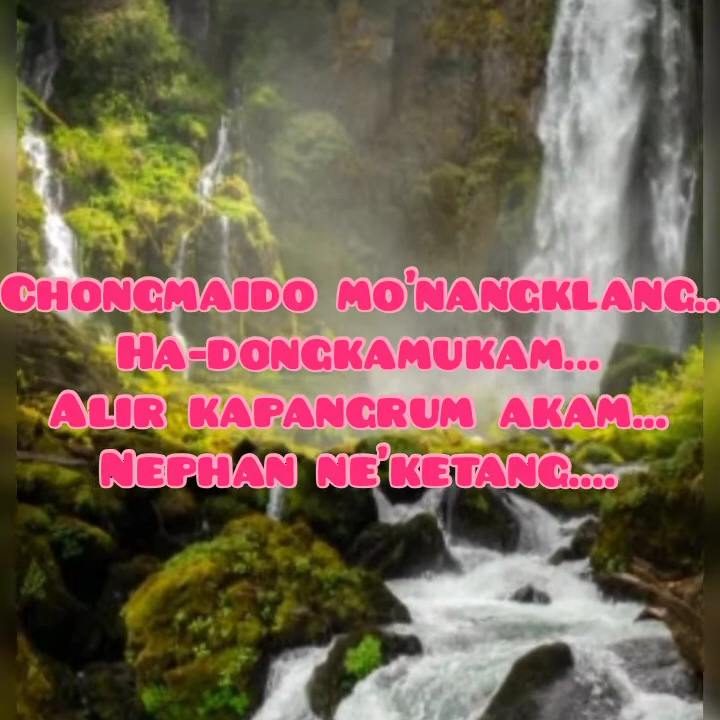 Chongmaido mo'nangklang..
Ha-dongkamukam...
Alir kapangrum akam...
Nephan ne'ketang....